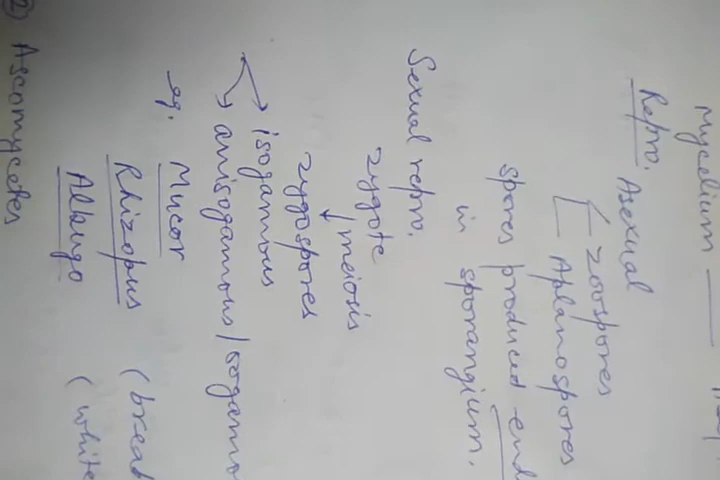 Mycelium —
Repro. Asexual
Zoospores
Aplanospores
spores produced end
in sporangium.
Sexual repro.
zygote
↓ meiosis
zygospores
→ isogamous
→ anisogamous/oogamo
eg. Mucor
Rhizopus (bread
Albugo (white
② Ascomycetes